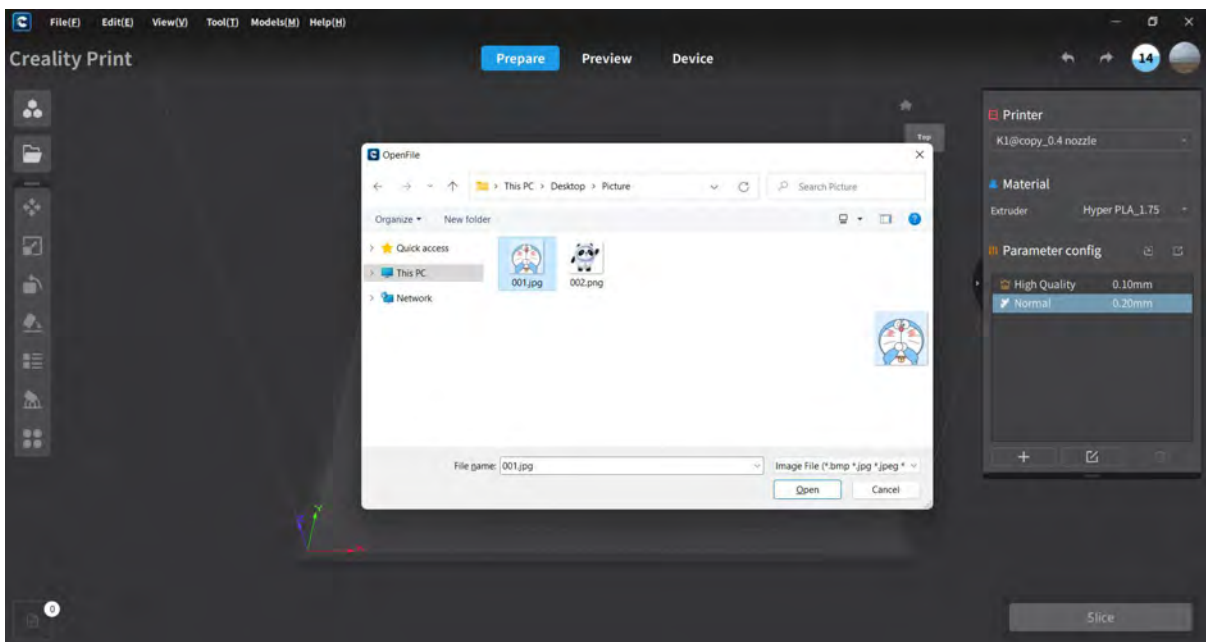 File(F) Edit(E) View(V) Tool(T) Models(M) Help(H)
Creality Print
Prepare Preview Device
14
Top
Printer
K1@copy_0.4 nozzle
Material
Extruder Hyper PLA_1.75
Parameter config
High Quality 0.10mm
Normal 0.20mm
OpenFile
This PC > Desktop > Picture
Search Picture
Organize New folder
Quick access
This PC
Network
001.jpg 002.png
File name: 001.jpg
Image File (*.bmp *.jpg *.jpeg *
Open Cancel
0
Slice